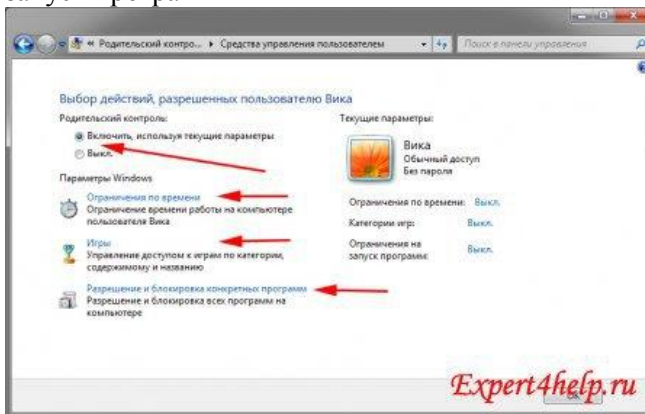 « Родительский контро... ▸ Средства управления пользователем
Поиск в панели управления
Выбор действий, разрешенных пользователю Вика
Родительский контроль:
Включить, используя текущие параметры
Выкл.
Параметры Windows
Ограничения по времени
Ограничение времени работы на компьютере
пользователя Вика
Игры
Управление доступом к играм по категории,
содержимому и названию
Разрешение и блокировка конкретных программ
Разрешение и блокировка всех программ на
компьютере
Текущие параметры:
Вика
Обычный доступ
Без пароля
Ограничения по времени: Выкл.
Категории игр: Выкл.
Ограничения на
запуск программ: Выкл.
Expert4help.ru